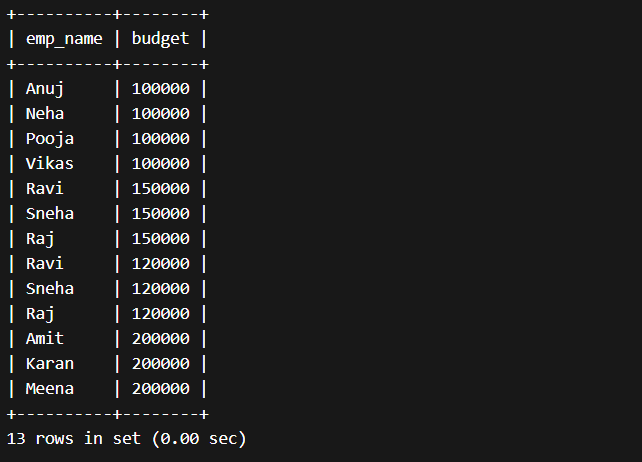 +----------+--------+
| emp_name | budget |
+----------+--------+
| Anuj     | 100000 |
| Neha     | 100000 |
| Pooja    | 100000 |
| Vikas    | 100000 |
| Ravi     | 150000 |
| Sneha    | 150000 |
| Raj      | 150000 |
| Ravi     | 120000 |
| Sneha    | 120000 |
| Raj      | 120000 |
| Amit     | 200000 |
| Karan    | 200000 |
| Meena    | 200000 |
+----------+--------+
13 rows in set (0.00 sec)